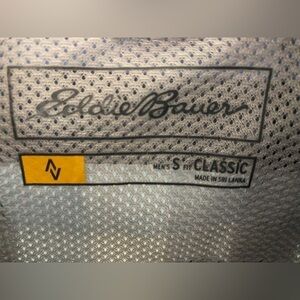 Eddie Bauer
MEN'S S FIT CLASSIC
MADE IN SRI LANKA